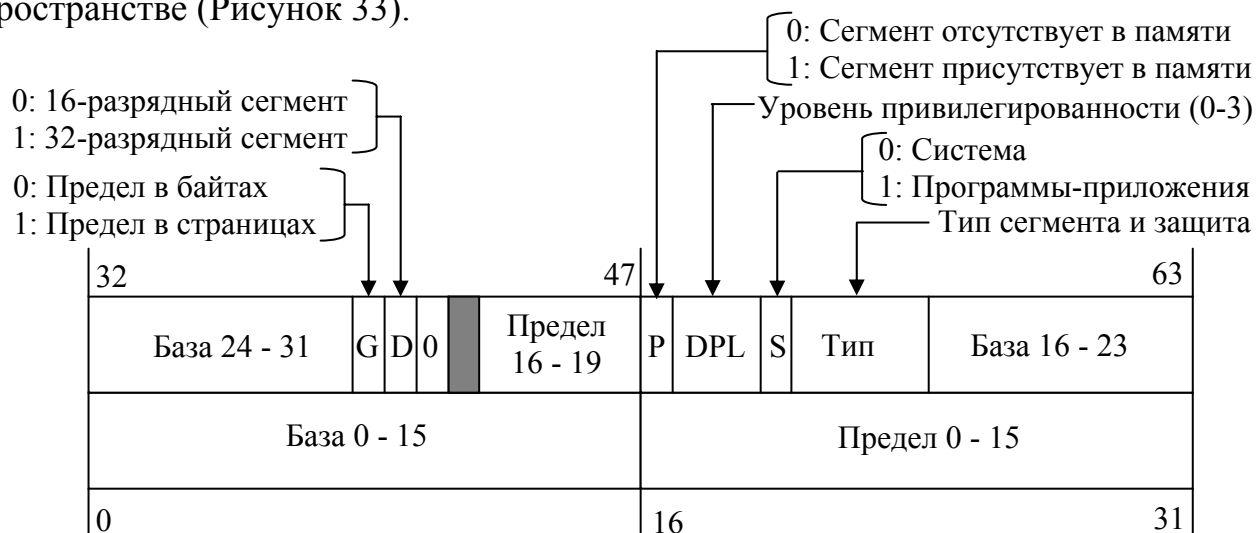 ространстве (Рисунок 33).
0: Сегмент отсутствует в памяти
1: Сегмент присутствует в памяти
0: 16-разрядный сегмент
1: 32-разрядный сегмент
Уровень привилегированности (0-3)
0: Система
1: Программы-приложения
0: Предел в байтах
1: Предел в страницах
Тип сегмента и защита
32 47 63
База 24 - 31 G D 0 Предел 16 - 19 P DPL S Тип База 16 - 23
База 0 - 15 Предел 0 - 15
0 16 31